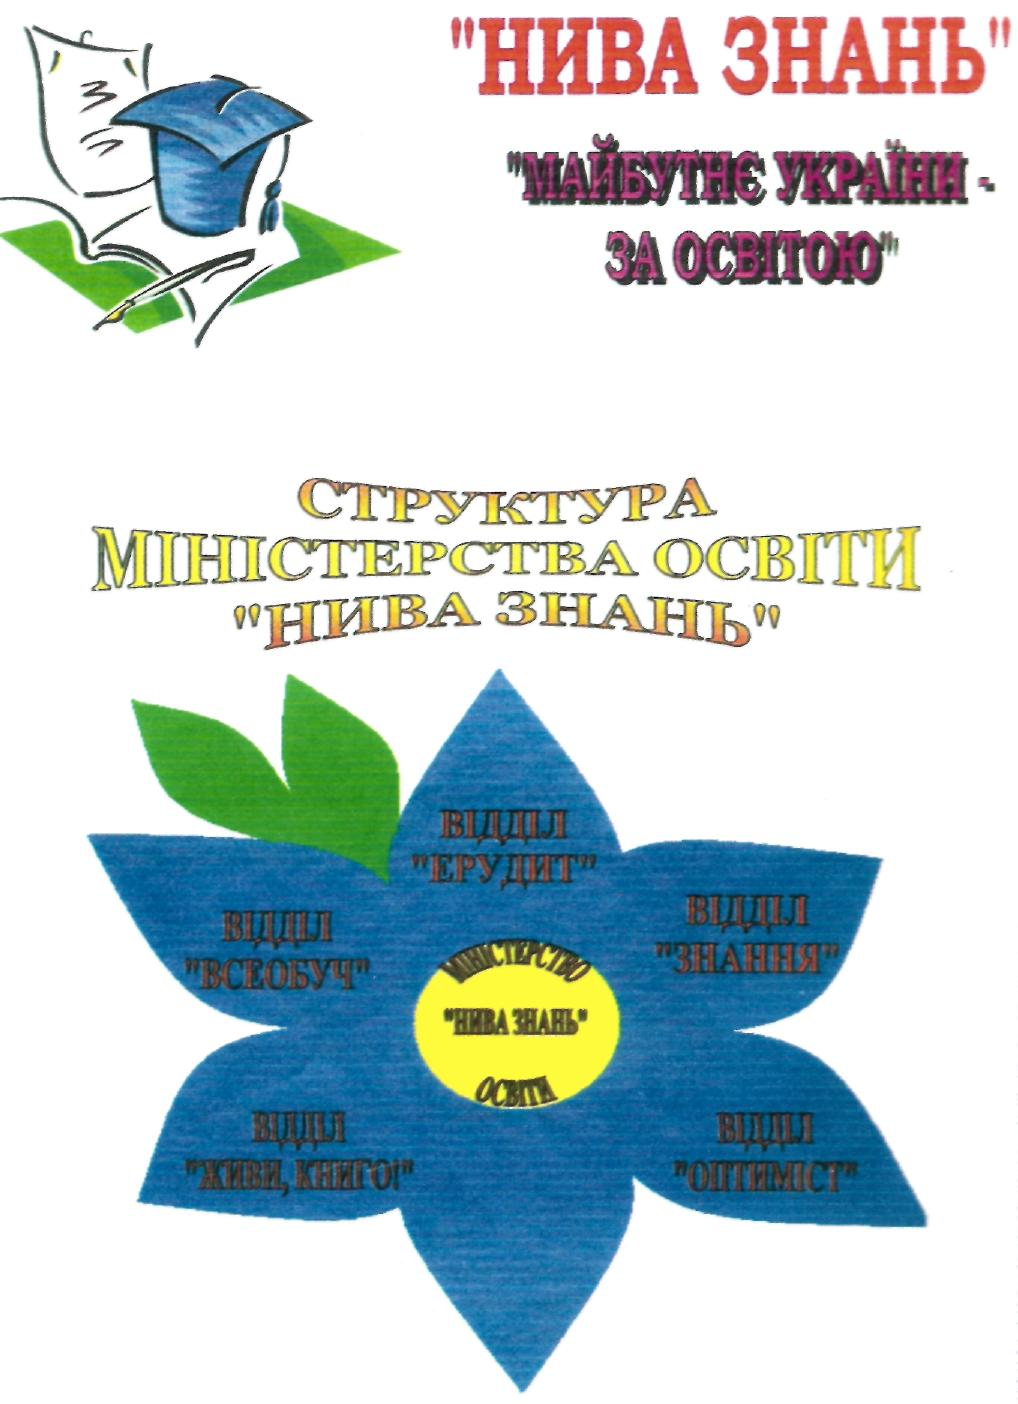 "НИВА ЗНАНЬ"
"МАЙБУТНЄ УКРАЇНИ -
ЗА ОСВІТОЮ"
СТРУКТУРА
МІНІСТЕРСТВА ОСВІТИ
"НИВА ЗНАНЬ"
ВІДДІЛ
"ЕРУДИТ"
ВІДДІЛ
"ВСЕОБУЧ"
ВІДДІЛ
"ЗНАННЯ"
МІНІСТЕРСТВО
"НИВА ЗНАНЬ"
ОСВІТИ
ВІДДІЛ
"ЖИВИ, КНИГО!"
ВІДДІЛ
"ОПТИМІСТ"